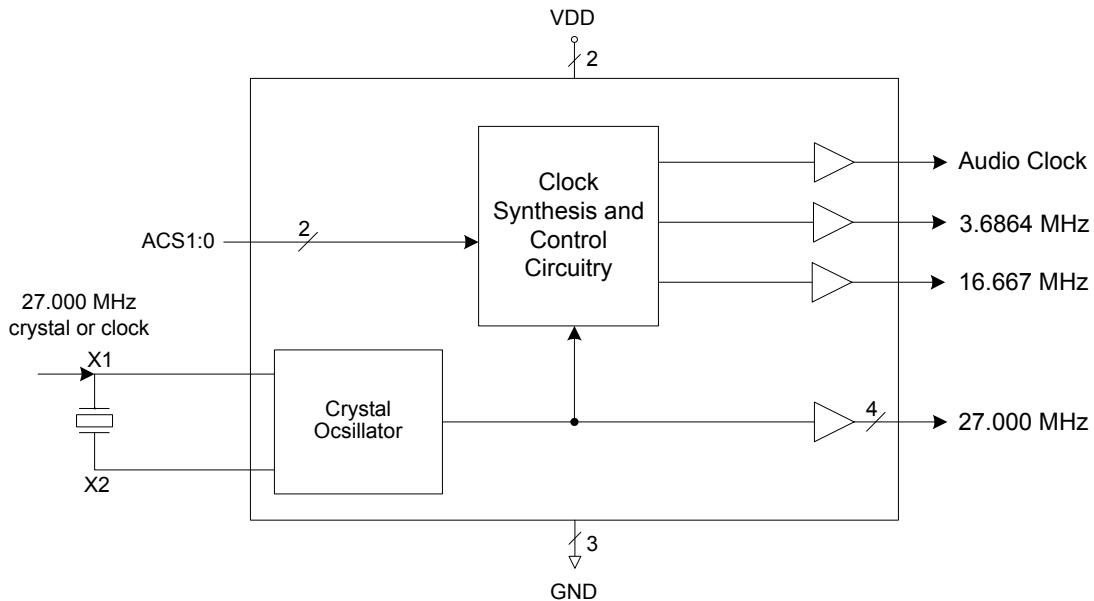 VDD
2
Clock
Synthesis and
Control
Circuitry
Audio Clock
3.6864 MHz
16.667 MHz
ACS1:0
2
27.000 MHz
crystal or clock
X1
X2
Crystal
Ocsillator
4
27.000 MHz
3
GND